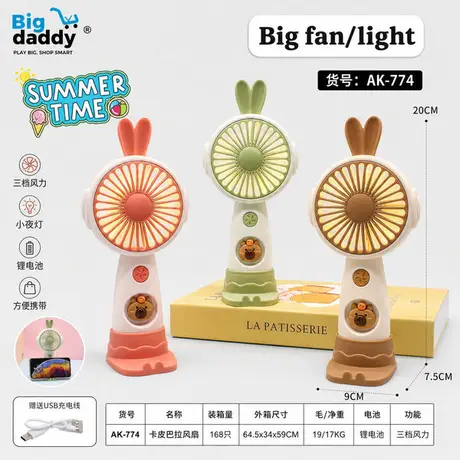 Big
daddy®
PLAY BIG, SHOP SMART
Big fan/light
货号：AK-774
SUMMER
TIME
20CM
三档风力
小夜灯
锂电池
方便携带
LA PATISSERIE
7.5CM
9CM
赠送USB充电线
货号 名称 装箱量 外箱尺寸 毛/净重 电池 功能
AK-774 卡皮巴拉风扇 168只 64.5x34x59CM 19/17KG 锂电池 三档风力